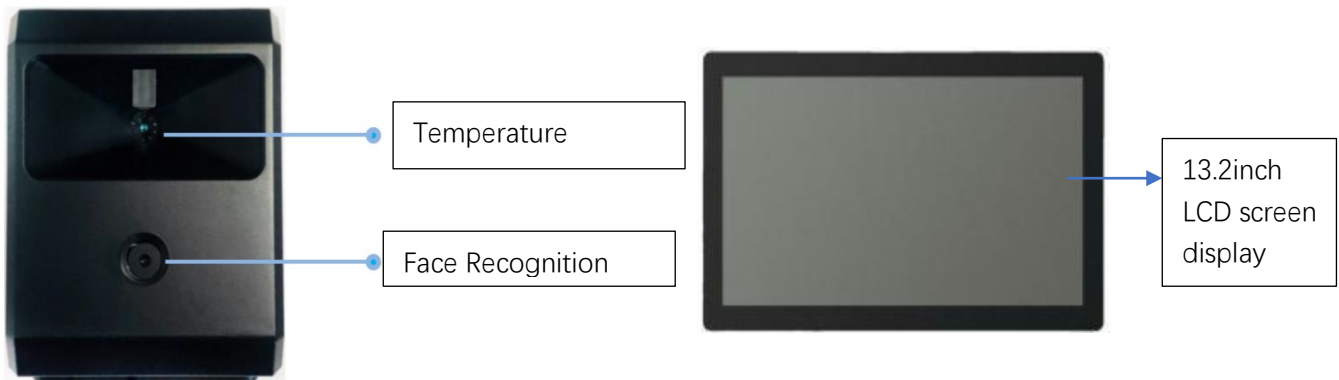 Temperature
Face Recognition
13.2inch
LCD screen
display